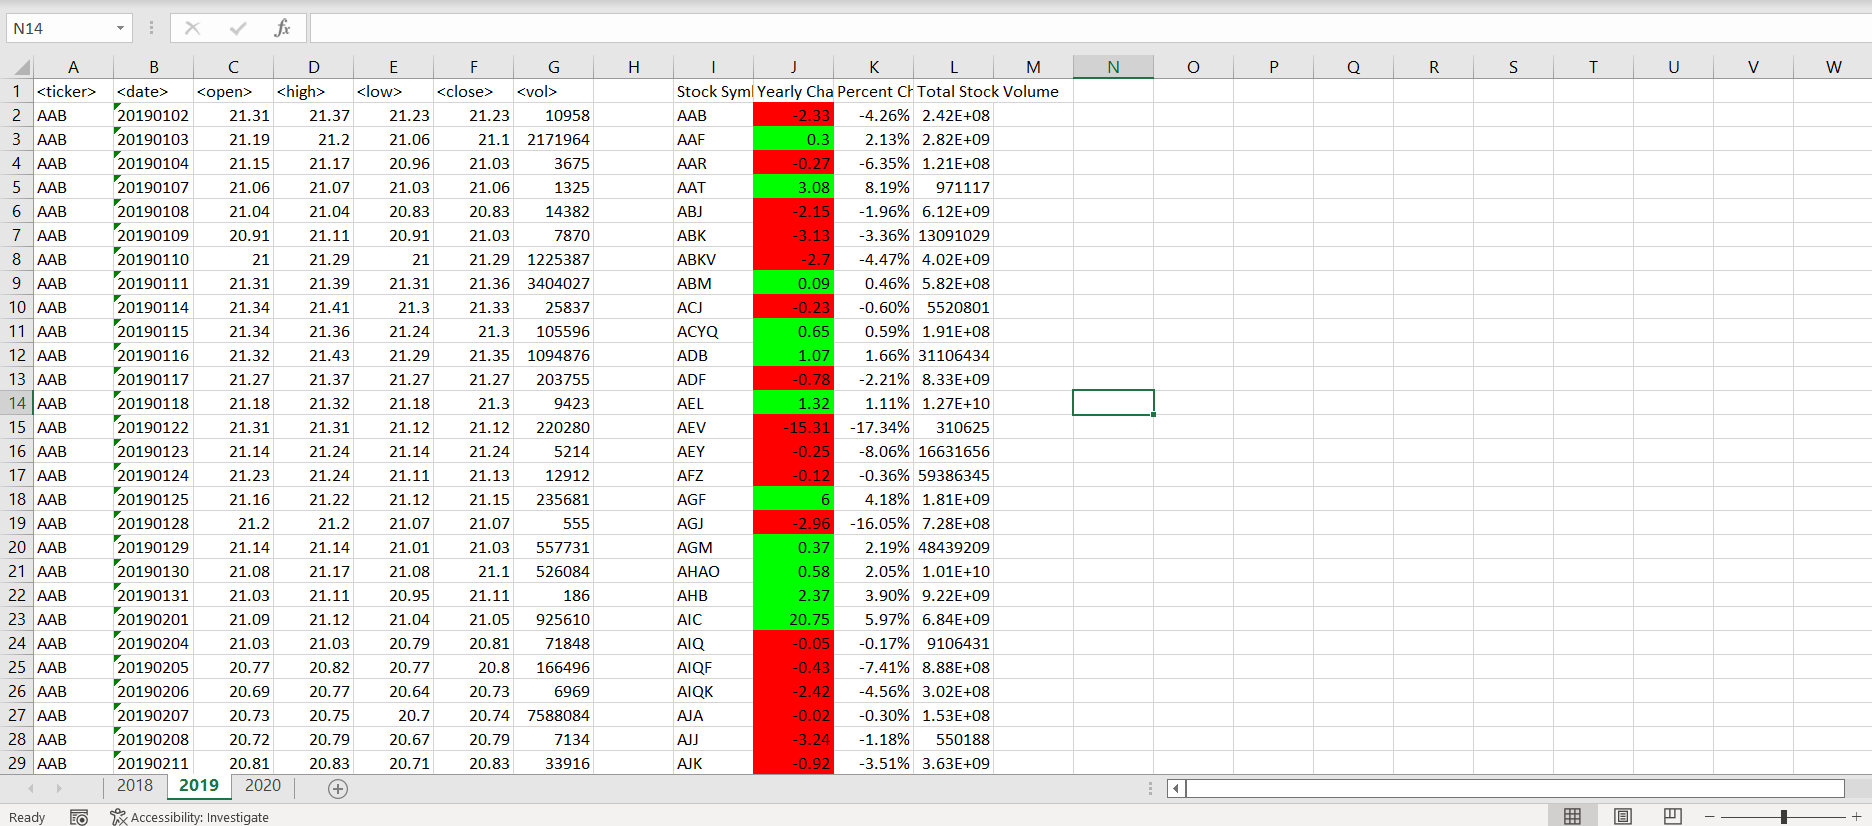 N14 fx
A B C D E F G H I J K L M N O P Q R S T U V W
1 <ticker> <date> <open> <high> <low> <close> <vol> Stock Sym Yearly Cha Percent Ch Total Stock Volume
2 AAB 20190102 21.31 21.37 21.23 21.23 10958 AAB -2.33 -4.26% 2.42E+08
3 AAB 20190103 21.19 21.2 21.06 21.1 2171964 AAF 0.3 2.13% 2.82E+09
4 AAB 20190104 21.15 21.17 20.96 21.03 3675 AAR -0.27 -6.35% 1.21E+08
5 AAB 20190107 21.06 21.07 21.03 21.06 1325 AAT 3.08 8.19% 971117
6 AAB 20190108 21.04 21.04 20.83 20.83 14382 ABJ -2.15 -1.96% 6.12E+09
7 AAB 20190109 20.91 21.11 20.91 21.03 7870 ABK -3.13 -3.36% 13091029
8 AAB 20190110 21 21.29 21 21.29 1225387 ABKV -2.7 -4.47% 4.02E+09
9 AAB 20190111 21.31 21.39 21.31 21.36 3404027 ABM 0.09 0.46% 5.82E+08
10 AAB 20190114 21.34 21.41 21.3 21.33 25837 ACJ -0.23 -0.60% 5520801
11 AAB 20190115 21.34 21.36 21.24 21.3 105596 ACYQ 0.65 0.59% 1.91E+08
12 AAB 20190116 21.32 21.43 21.29 21.35 1094876 ADB 1.07 1.66% 31106434
13 AAB 20190117 21.27 21.37 21.27 21.27 203755 ADF -0.78 -2.21% 8.33E+09
14 AAB 20190118 21.18 21.32 21.18 21.3 9423 AEL 1.32 1.11% 1.27E+10
15 AAB 20190122 21.31 21.31 21.12 21.12 220280 AEV -15.31 -17.34% 310625
16 AAB 20190123 21.14 21.24 21.14 21.24 5214 AEY -0.25 -8.06% 16631656
17 AAB 20190124 21.23 21.24 21.11 21.13 12912 AFZ -0.12 -0.36% 59386345
18 AAB 20190125 21.16 21.22 21.12 21.15 235681 AGF 6 4.18% 1.81E+09
19 AAB 20190128 21.2 21.2 21.07 21.07 555 AGJ -2.96 -16.05% 7.28E+08
20 AAB 20190129 21.14 21.14 21.01 21.03 557731 AGM 0.37 2.19% 48439209
21 AAB 20190130 21.08 21.17 21.08 21.1 526084 AHAO 0.58 2.05% 1.01E+10
22 AAB 20190131 21.03 21.11 20.95 21.11 186 AHB 2.37 3.90% 9.22E+09
23 AAB 20190201 21.09 21.12 21.04 21.05 925610 AIC 20.75 5.97% 6.84E+09
24 AAB 20190204 21.03 21.03 20.79 20.81 71848 AIQ -0.05 -0.17% 9106431
25 AAB 20190205 20.77 20.82 20.77 20.8 166496 AIQF -0.43 -7.41% 8.88E+08
26 AAB 20190206 20.69 20.77 20.64 20.73 6969 AIQK -2.42 -4.56% 3.02E+08
27 AAB 20190207 20.73 20.75 20.7 20.74 7588084 AJA -0.02 -0.30% 1.53E+08
28 AAB 20190208 20.72 20.79 20.67 20.79 7134 AJJ -3.24 -1.18% 550188
29 AAB 20190211 20.81 20.83 20.71 20.83 33916 AJK -0.92 -3.51% 3.63E+09
2018 2019 2020
Ready Accessibility: Investigate